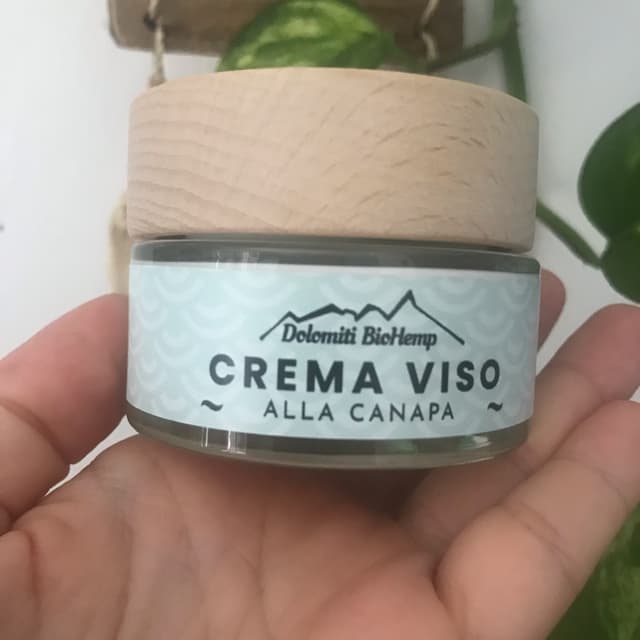 Dolomiti BioHemp
CREMA VISO
~ ALLA CANAPA ~